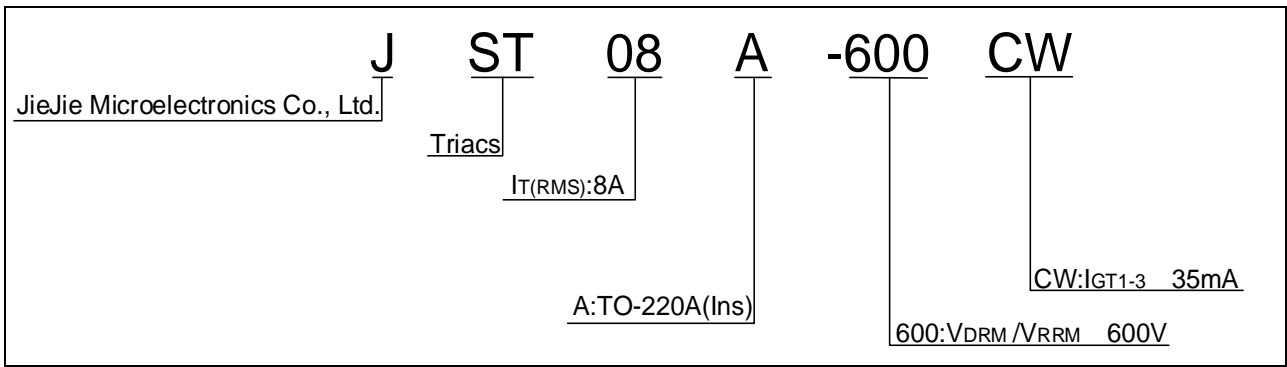 J ST 08 A -600 CW
JieJie Microelectronics Co., Ltd.
Triacs
IT(RMS):8A
CW:IGT1-3 35mA
A:TO-220A(Ins)
600:VDRM /VRRM 600V